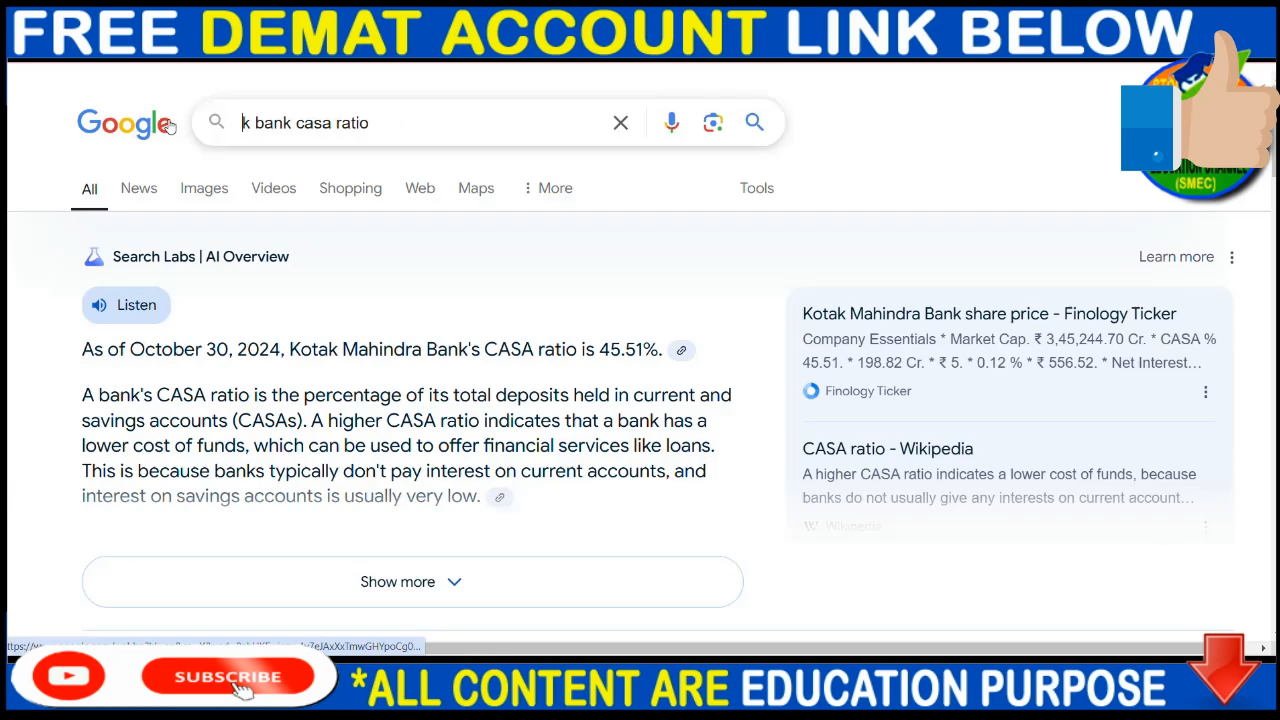 FREE DEMAT ACCOUNT LINK BELOW
Google
k bank casa ratio
All News Images Videos Shopping Web Maps More Tools
(SMEC)
Search Labs | AI Overview
Learn more
Listen
As of October 30, 2024, Kotak Mahindra Bank's CASA ratio is 45.51%.
A bank's CASA ratio is the percentage of its total deposits held in current and
savings accounts (CASAs). A higher CASA ratio indicates that a bank has a
lower cost of funds, which can be used to offer financial services like loans.
This is because banks typically don't pay interest on current accounts, and
interest on savings accounts is usually very low.
Kotak Mahindra Bank share price - Finology Ticker
Company Essentials * Market Cap. ₹ 3,45,244.70 Cr. * CASA %
45.51. * 198.82 Cr. * ₹ 5. * 0.12 % * ₹ 556.52. * Net Interest...
Finology Ticker
CASA ratio - Wikipedia
A higher CASA ratio indicates a lower cost of funds, because
banks do not usually give any interests on current account...
Wikipedia
Show more
SUBSCRIBE
*ALL CONTENT ARE EDUCATION PURPOSE